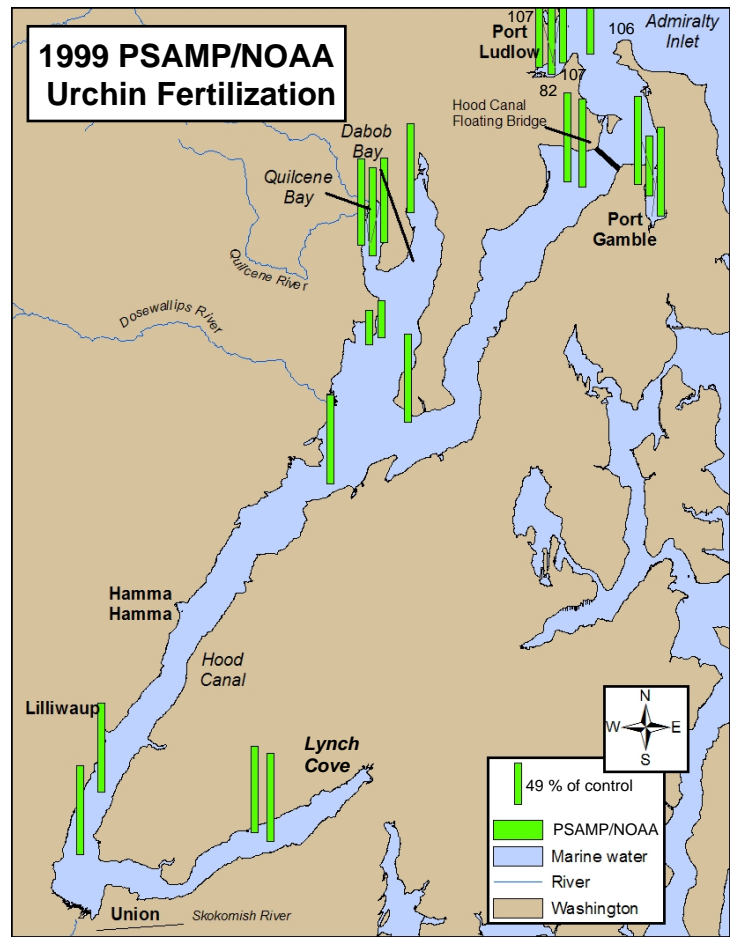 1999 PSAMP/NOAA
Urchin Fertilization
107
Port
Ludlow
106
Admiralty
Inlet
107
82
Hood Canal
Floating Bridge
Dabob
Bay
Quilcene
Bay
Port
Gamble
Quilcene River
Dosewallips River
Hamma
Hamma
Hood
Canal
Lilliwaup
Lynch
Cove
N
W
E
S
49 % of control
PSAMP/NOAA
Marine water
River
Washington
Union
Skokomish River